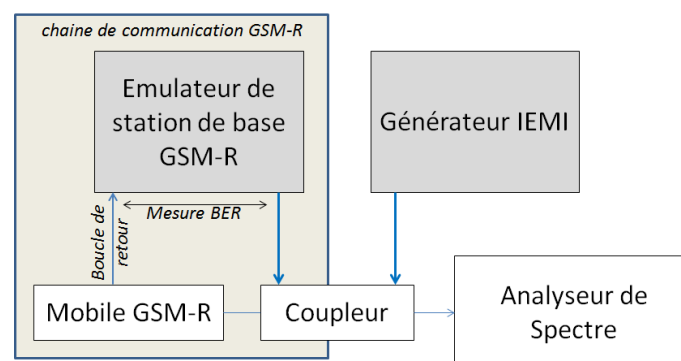 chaine de communication GSM-R
Emulateur de
station de base
GSM-R
Générateur IEMI
Mesure BER
Boucle de
retour
Mobile GSM-R
Coupleur
Analyseur de
Spectre